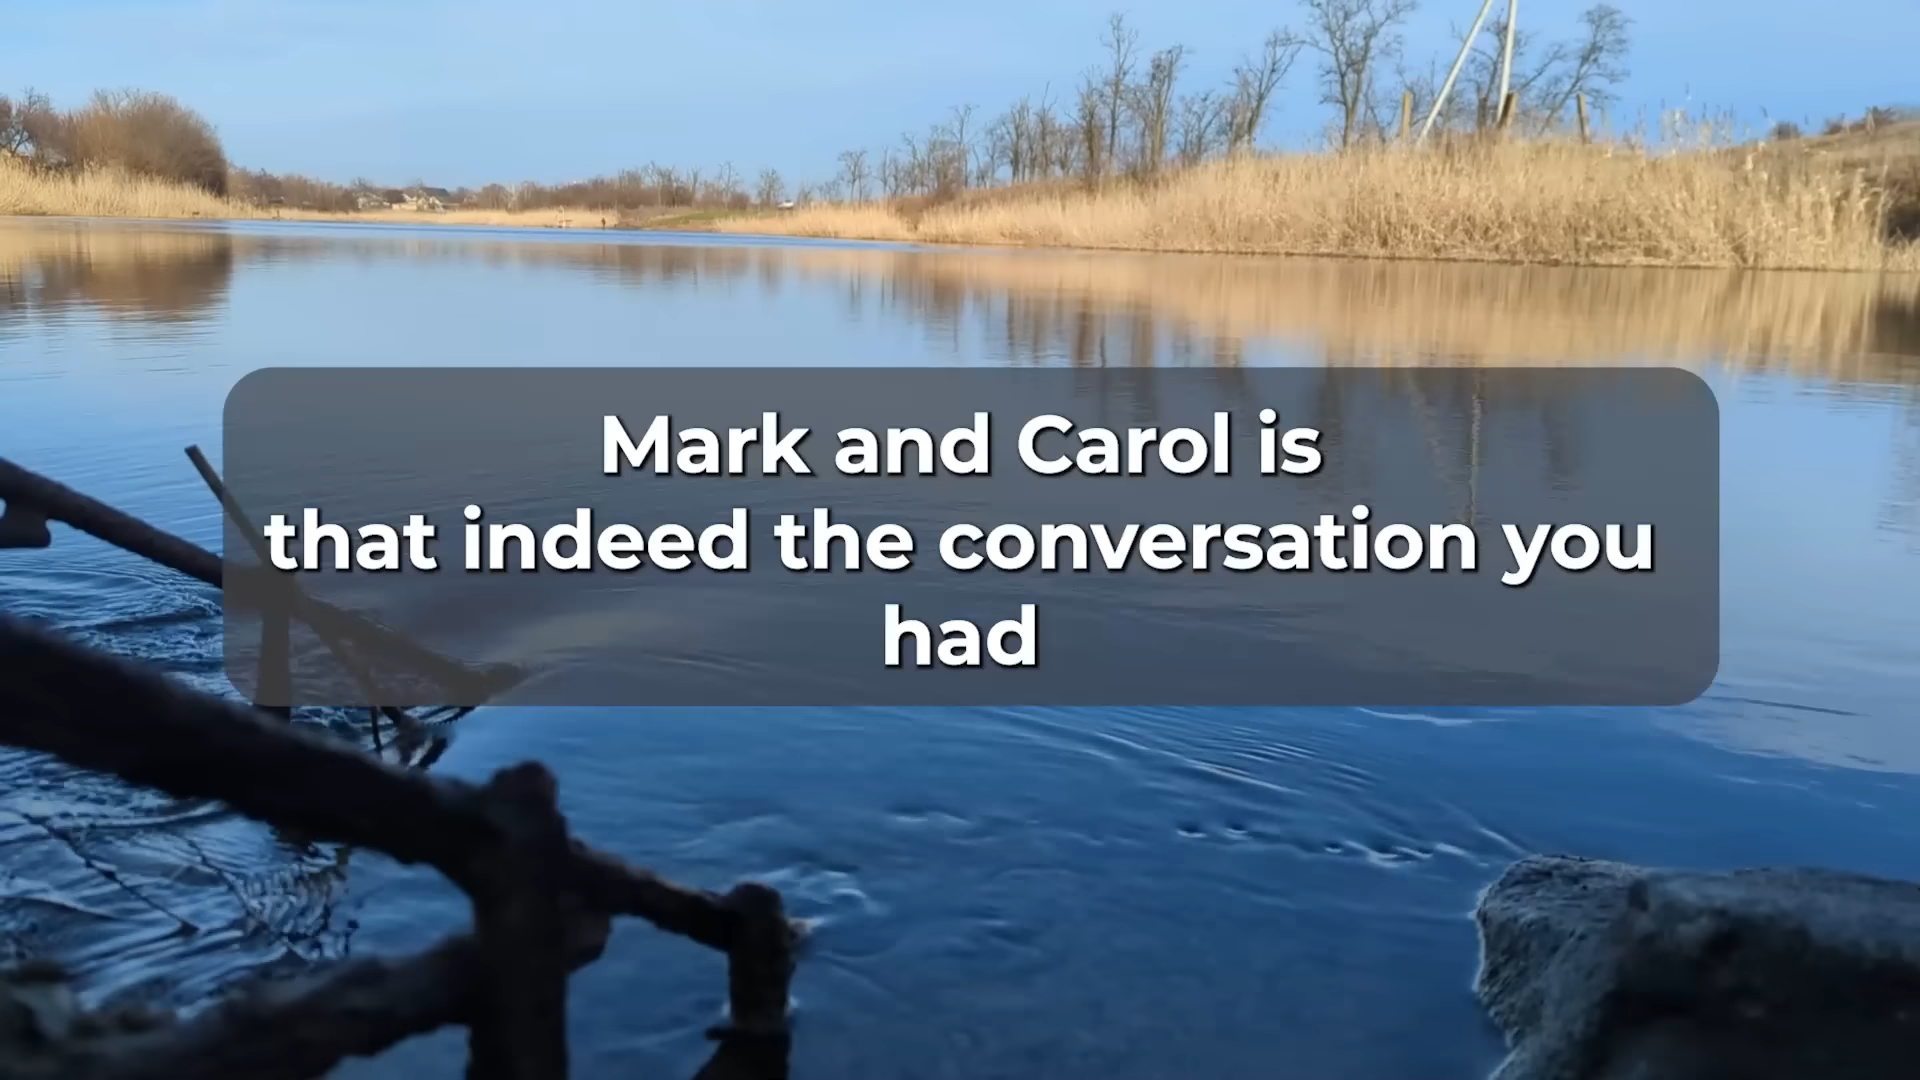 Mark and Carol is
that indeed the conversation you
had